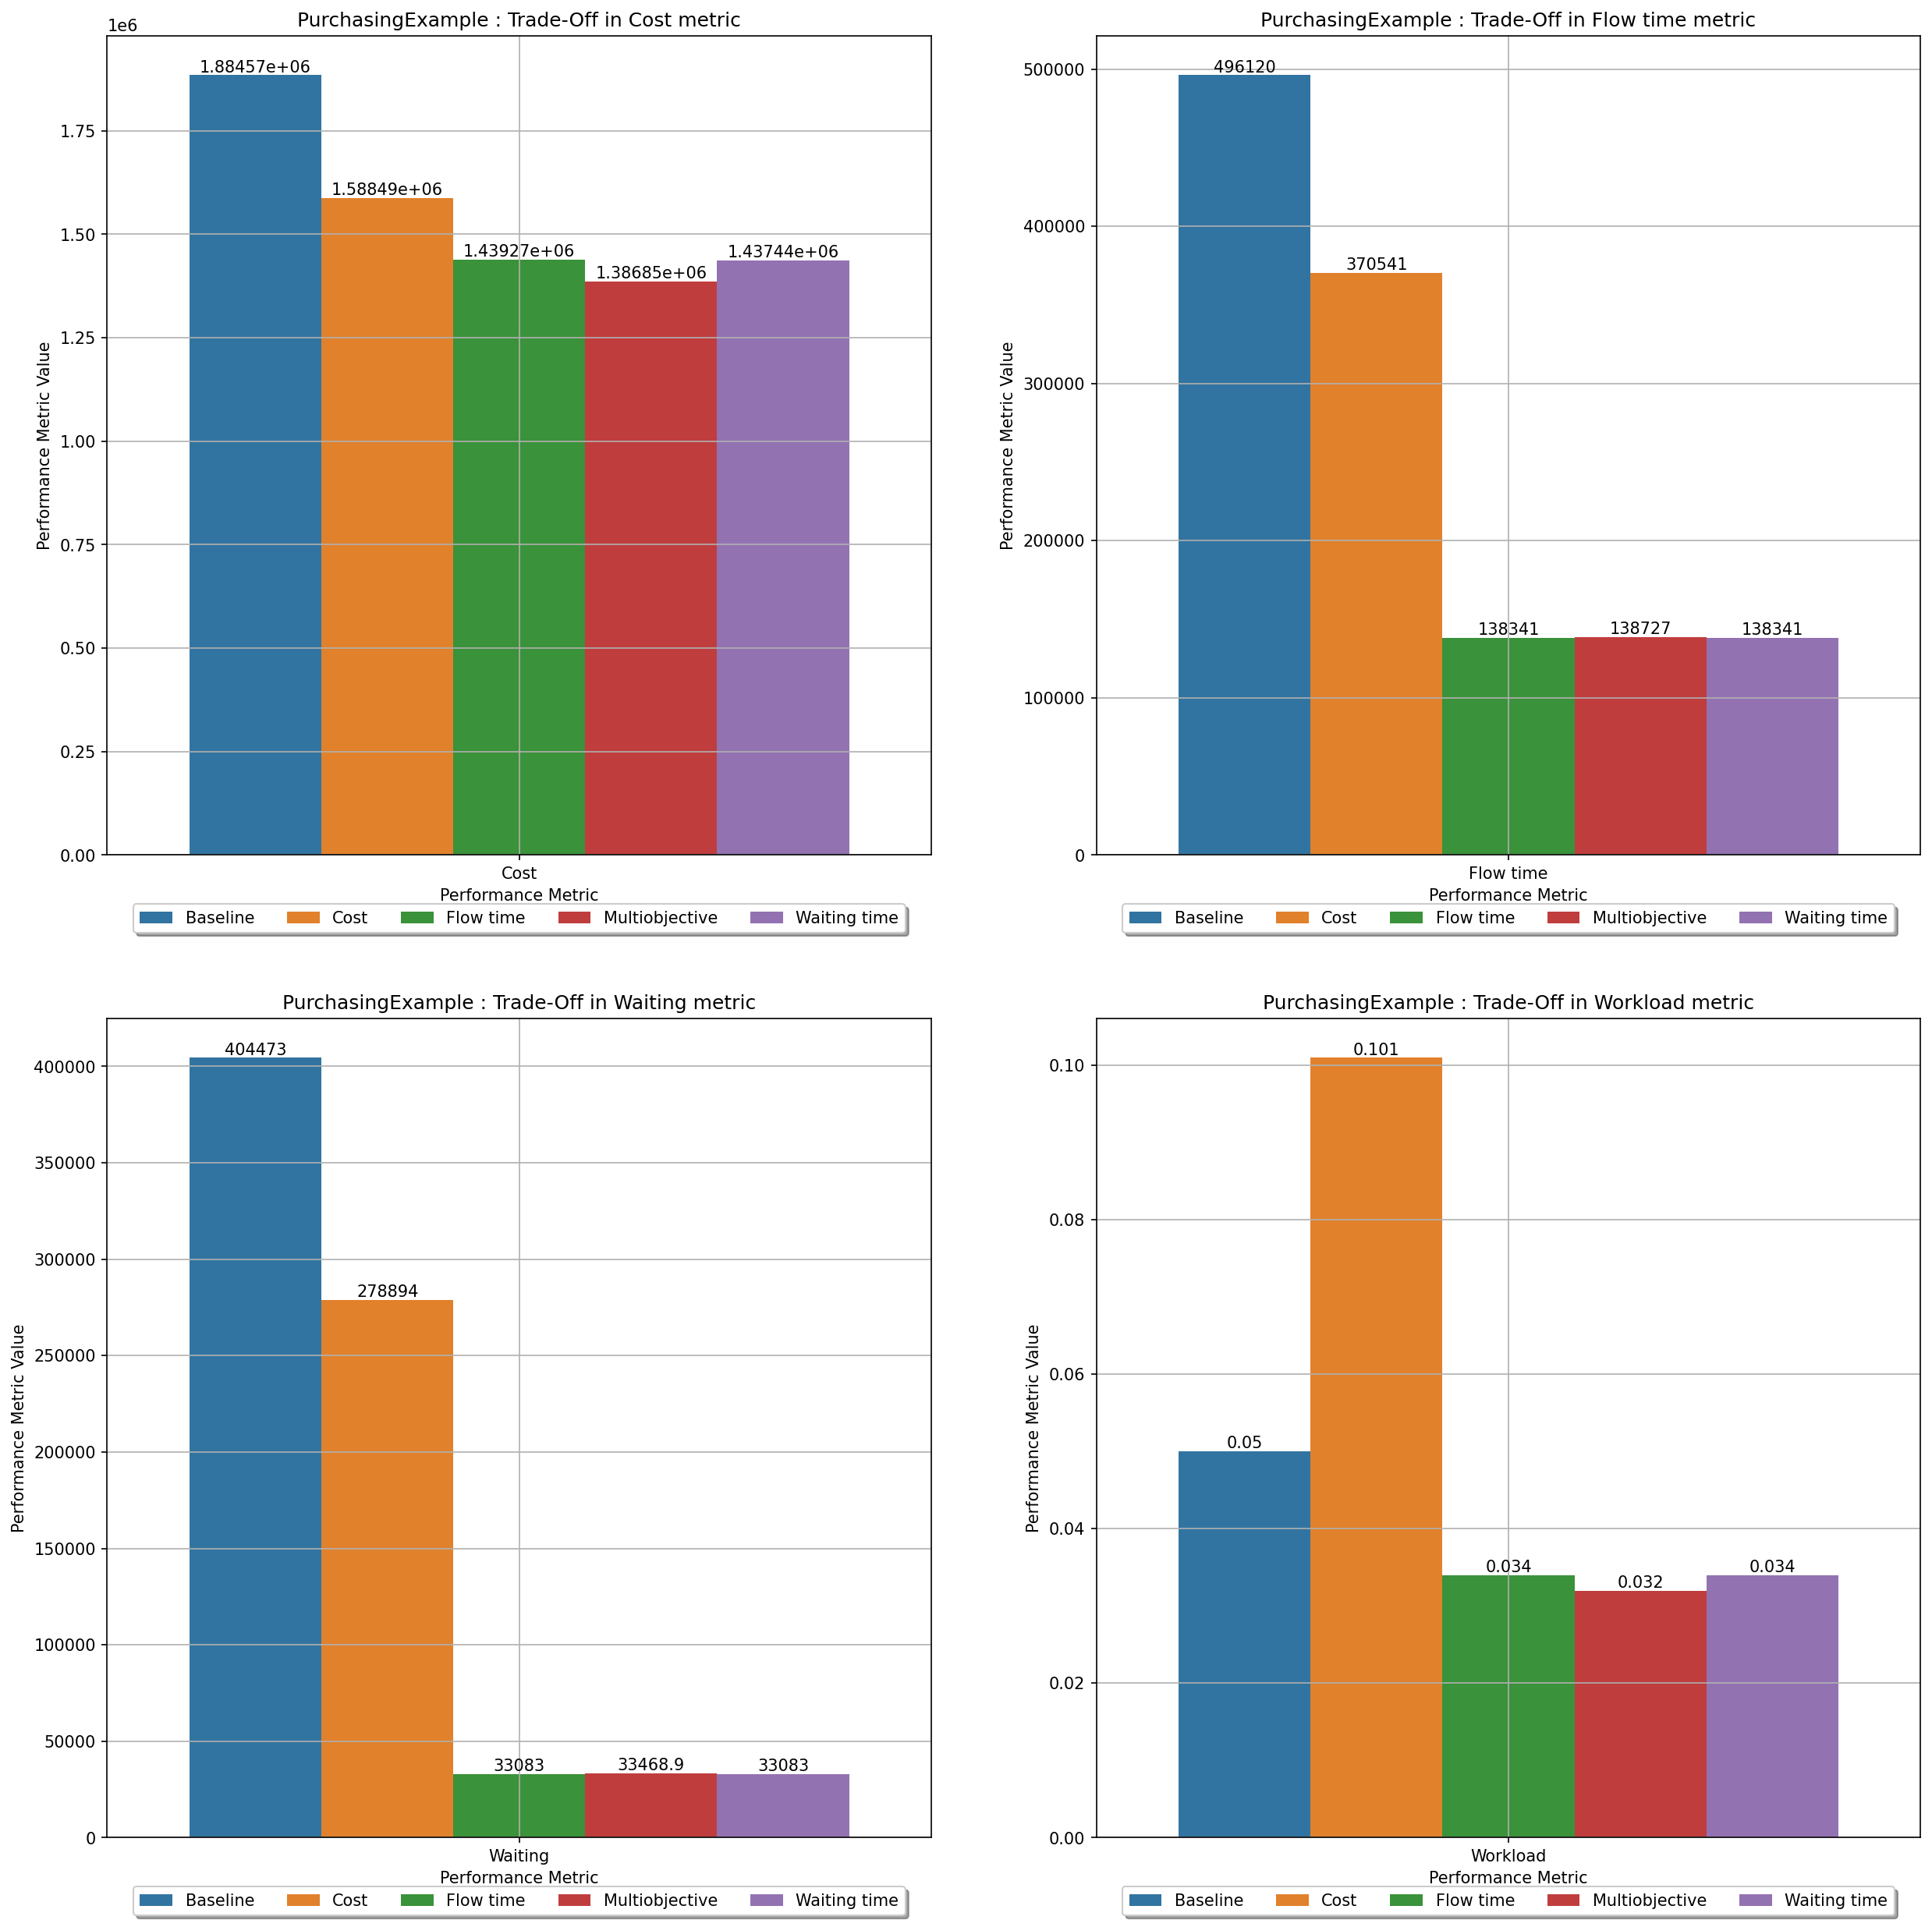 PurchasingExample : Trade-Off in Cost metric
1e6
1.88457e+06
1.58849e+06
1.43927e+06
1.38685e+06
1.43744e+06
1.75
1.50
1.25
1.00
0.75
0.50
0.25
0.00
Performance Metric Value
Cost
Performance Metric
Baseline Cost Flow time Multiobjective Waiting time
PurchasingExample : Trade-Off in Flow time metric
496120
370541
138341
138727
138341
500000
400000
300000
200000
100000
0
Performance Metric Value
Flow time
Performance Metric
Baseline Cost Flow time Multiobjective Waiting time
PurchasingExample : Trade-Off in Waiting metric
404473
278894
33083
33468.9
33083
400000
350000
300000
250000
200000
150000
100000
50000
0
Performance Metric Value
Waiting
Performance Metric
Baseline Cost Flow time Multiobjective Waiting time
PurchasingExample : Trade-Off in Workload metric
0.05
0.101
0.034
0.032
0.034
0.10
0.08
0.06
0.04
0.02
0.00
Performance Metric Value
Workload
Performance Metric
Baseline Cost Flow time Multiobjective Waiting time